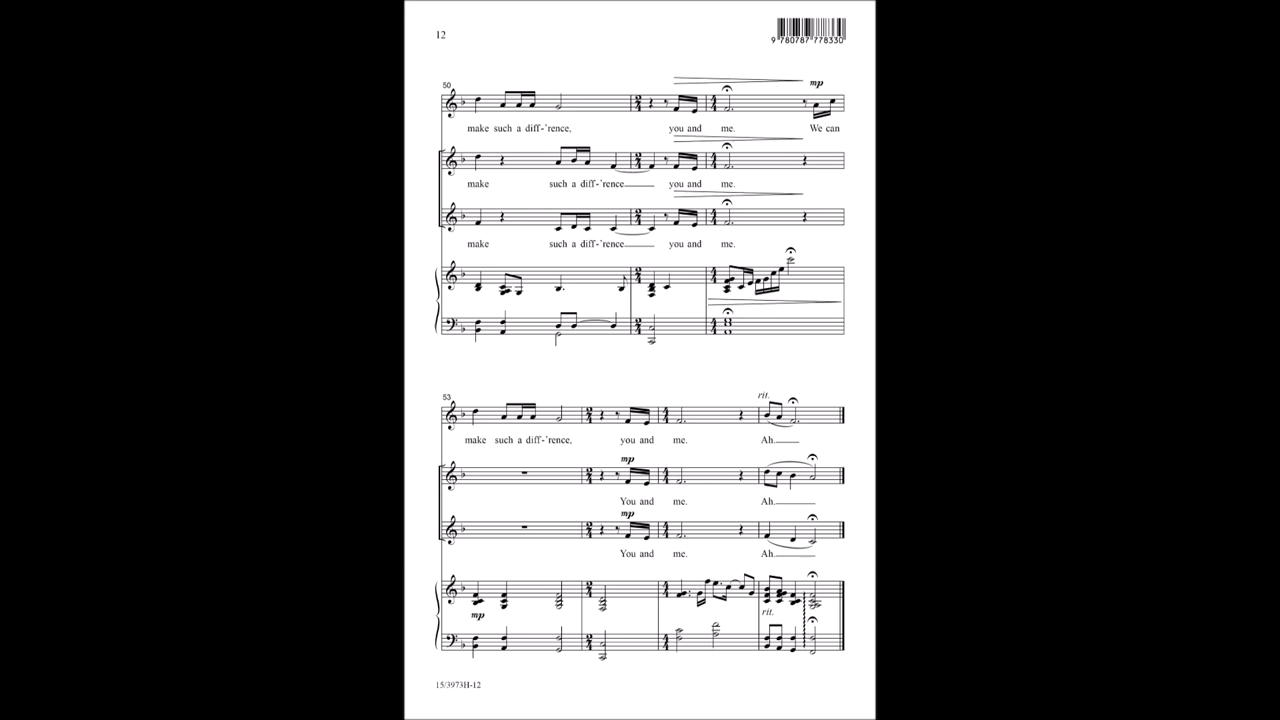 12
9 780787 778330
50
mp
make such a diff-'rence, you and me. We can
make such a diff-'rence you and me.
make such a diff-'rence you and me.
53
rit.
make such a diff-'rence, you and me. Ah.
mp
You and me. Ah.
mp
You and me. Ah.
mp
rit.
15/3973H-12